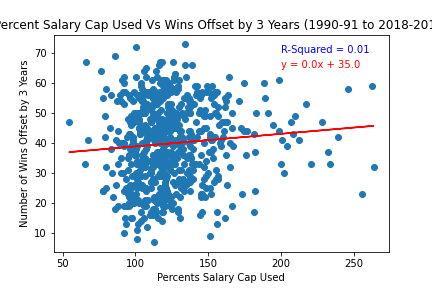 Percent Salary Cap Used Vs Wins Offset by 3 Years (1990-91 to 2018-201
70
60
50
40
30
20
10
Number of Wins Offset by 3 Years
R-Squared = 0.01
y = 0.0x + 35.0
50
100
150
200
250
Percents Salary Cap Used